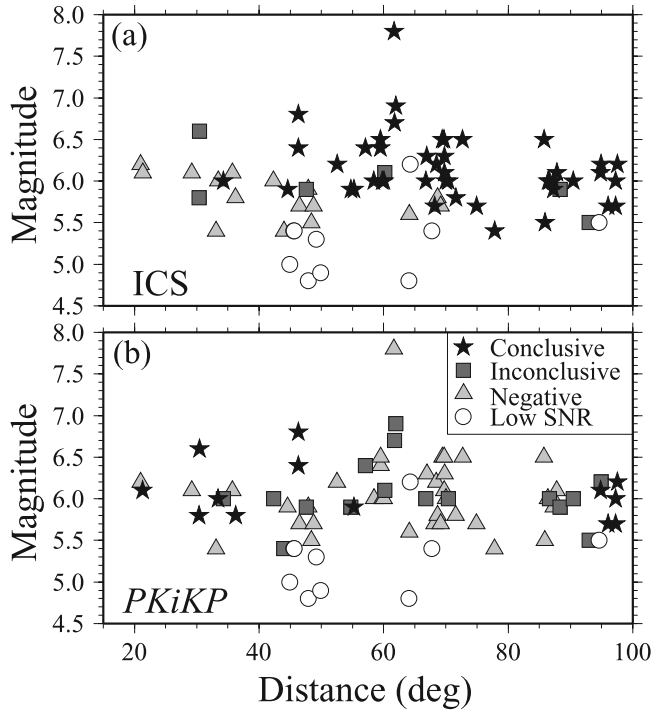 8.0
(a)
7.5
7.0
Magnitude
6.5
6.0
5.5
5.0
ICS
4.5
8.0
(b)
Conclusive
7.5
Inconclusive
7.0
Negative
Low SNR
Magnitude
6.5
6.0
5.5
5.0
PKiKP
4.5
20 40 60 80 100
Distance (deg)